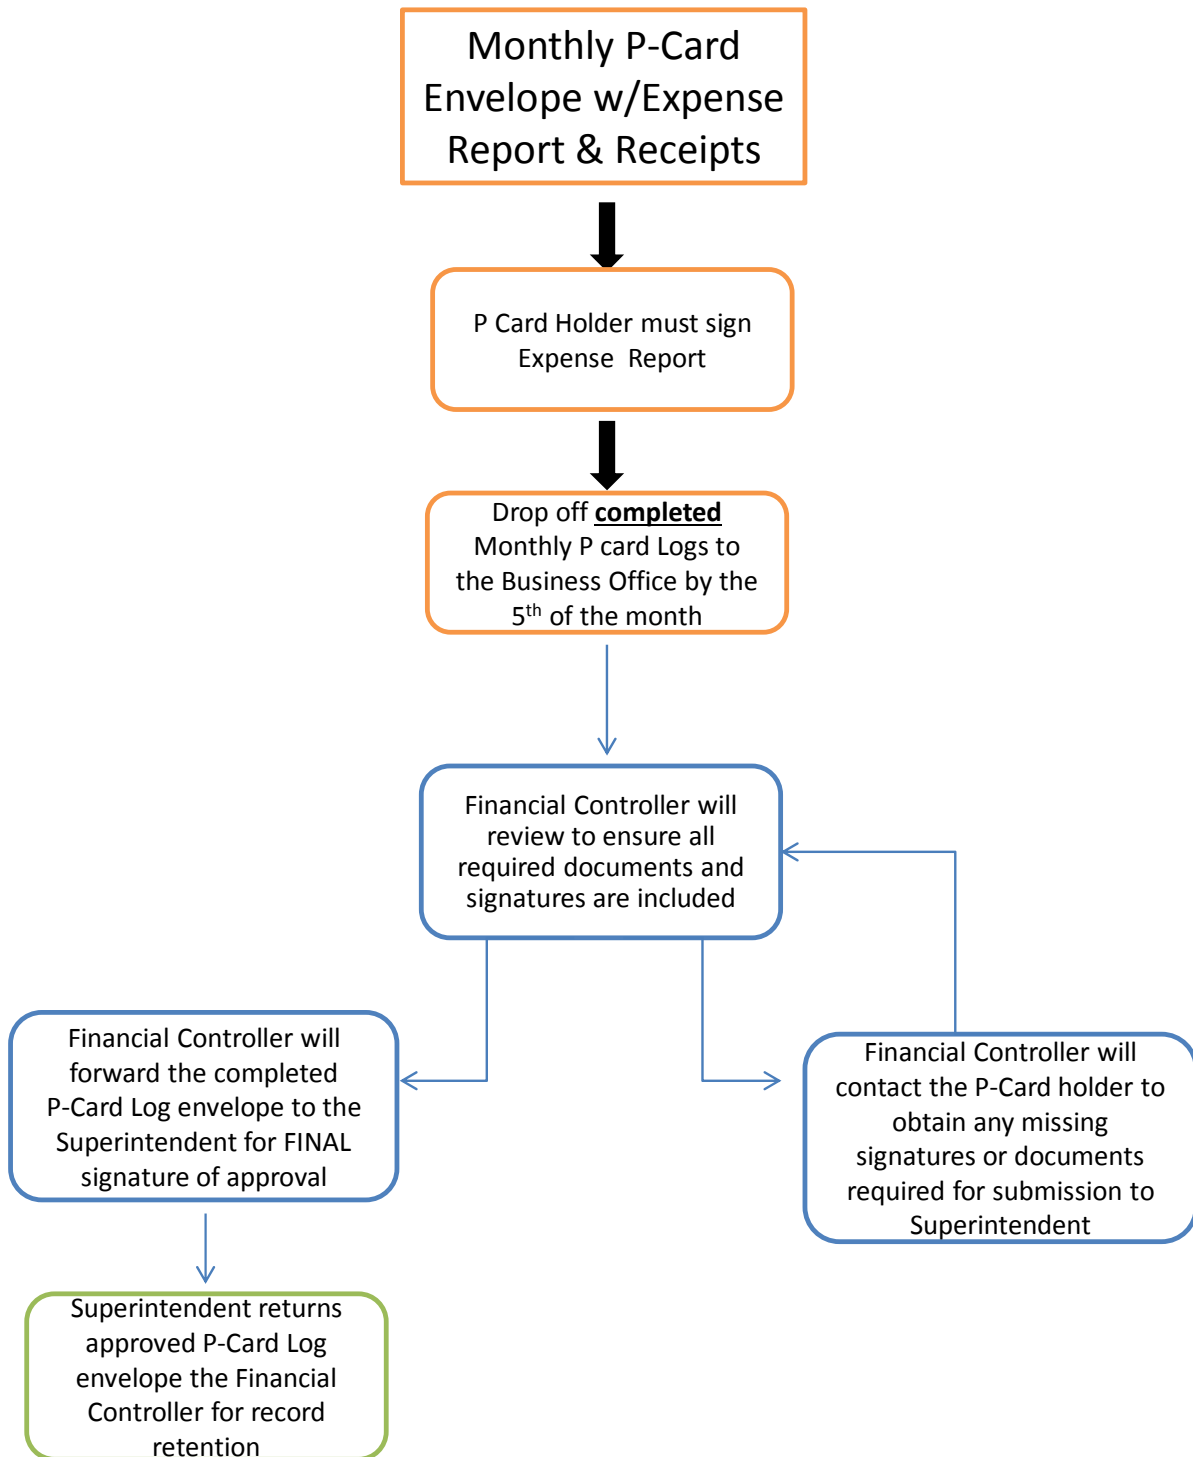 Monthly P-Card
Envelope w/Expense
Report & Receipts
P Card Holder must sign
Expense  Report
Drop off completed
Monthly P card Logs to
the Business Office by the
5th of the month
Financial Controller will
review to ensure all
required documents and
signatures are included
Financial Controller will
forward the completed
P-Card Log envelope to the
Superintendent for FINAL
signature of approval
Financial Controller will
contact the P-Card holder to
obtain any missing
signatures or documents
required for submission to
Superintendent
Superintendent returns
approved P-Card Log
envelope the Financial
Controller for record
retention